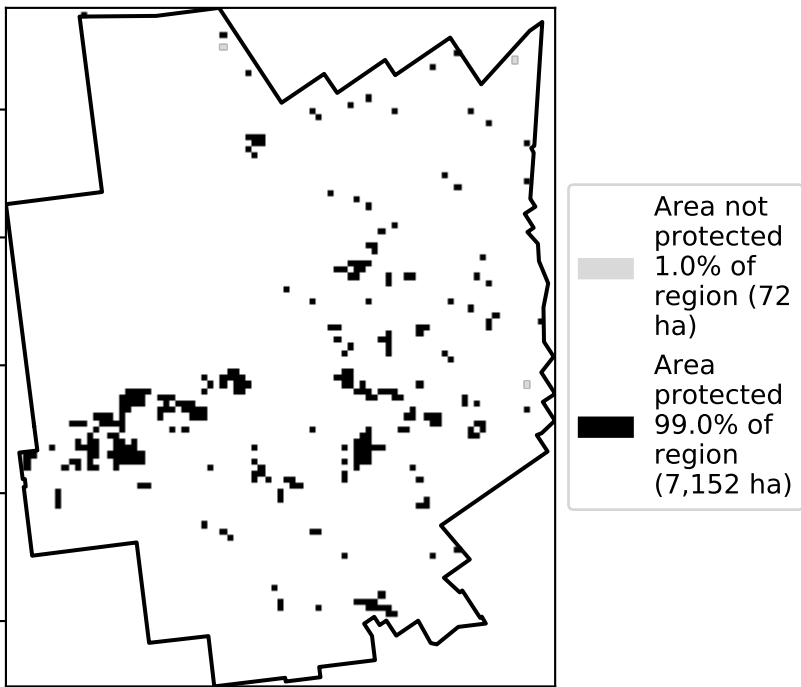 Area not
protected
1.0% of
region (72
ha)
Area
protected
99.0% of
region
(7,152 ha)